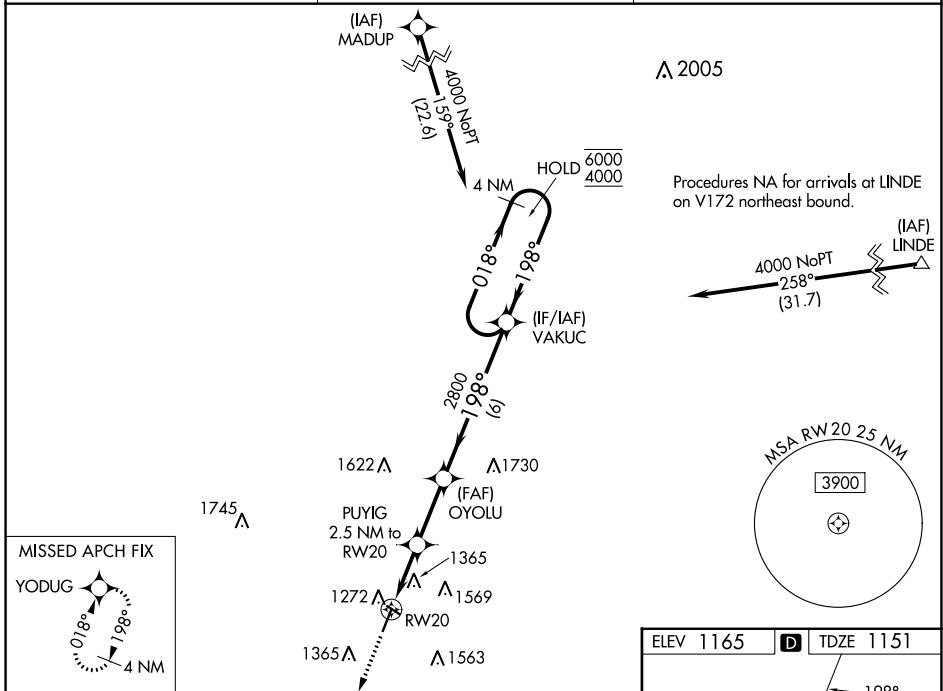 (IAF)
MADUP
4000 NoPT
159°
(22.6)
2005
HOLD 6000
4000
4 NM
Procedures NA for arrivals at LINDE
on V172 northeast bound.
(IAF)
LINDE
4000 NoPT
258°
(31.7)
018°
198°
(IF/IAF)
VAKUC
2800
198°
(6)
MSA RW20 25 NM
3900
1622
1730
(FAF)
OYOLU
1745
PUYIG
2.5 NM to
RW20
1365
1272
1569
RW20
1365
1563
MISSED APCH FIX
YODUG
018°
198°
4 NM
ELEV 1165 D TDZE 1151
198°